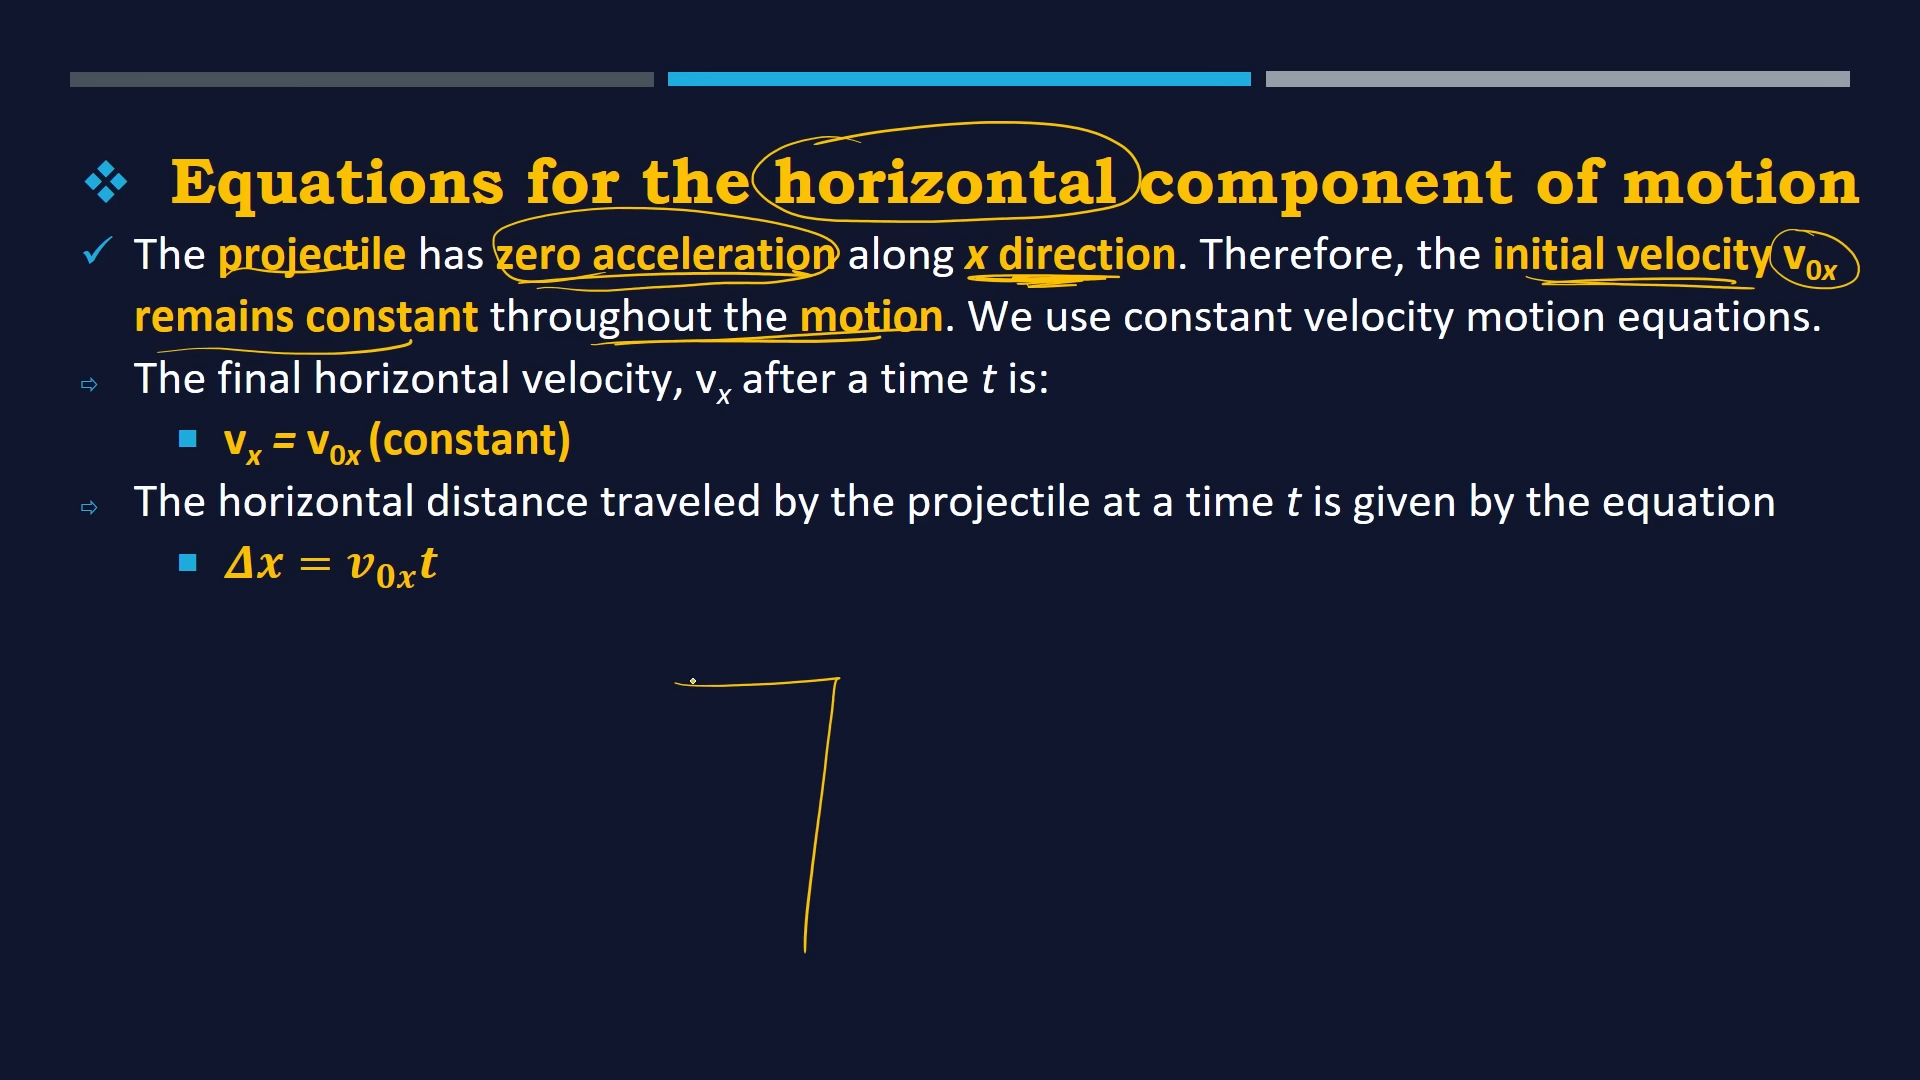 Equations for the horizontal component of motion
The projectile has zero acceleration along x direction. Therefore, the initial velocity v₀ₓ
remains constant throughout the motion. We use constant velocity motion equations.
The final horizontal velocity, vₓ after a time t is:
vₓ = v₀ₓ (constant)
The horizontal distance traveled by the projectile at a time t is given by the equation
Δx = v₀ₓt